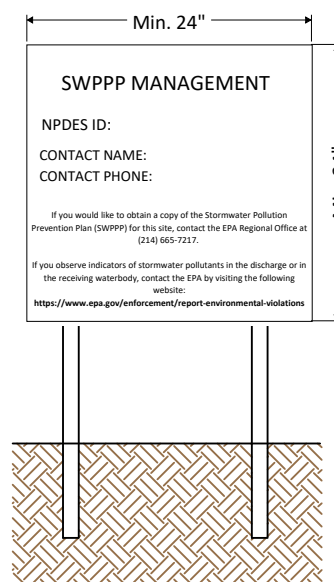 Min. 24"
SWPPP MANAGEMENT
NPDES ID:
CONTACT NAME:
CONTACT PHONE:
If you would like to obtain a copy of the Stormwater Pollution
Prevention Plan (SWPPP) for this site, contact the EPA Regional Office at
(214) 665-7217.
If you observe indicators of stormwater pollutants in the discharge or in
the receiving waterbody, contact the EPA by visiting the following
website:
https://www.epa.gov/enforcement/report-environmental-violations